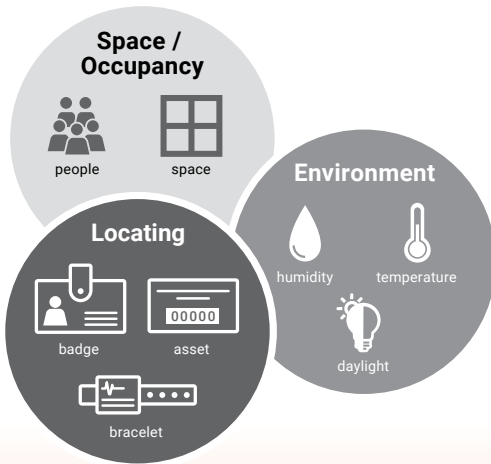 Space /
Occupancy
people
space
Environment
humidity
temperature
daylight
Locating
00000
badge
asset
bracelet